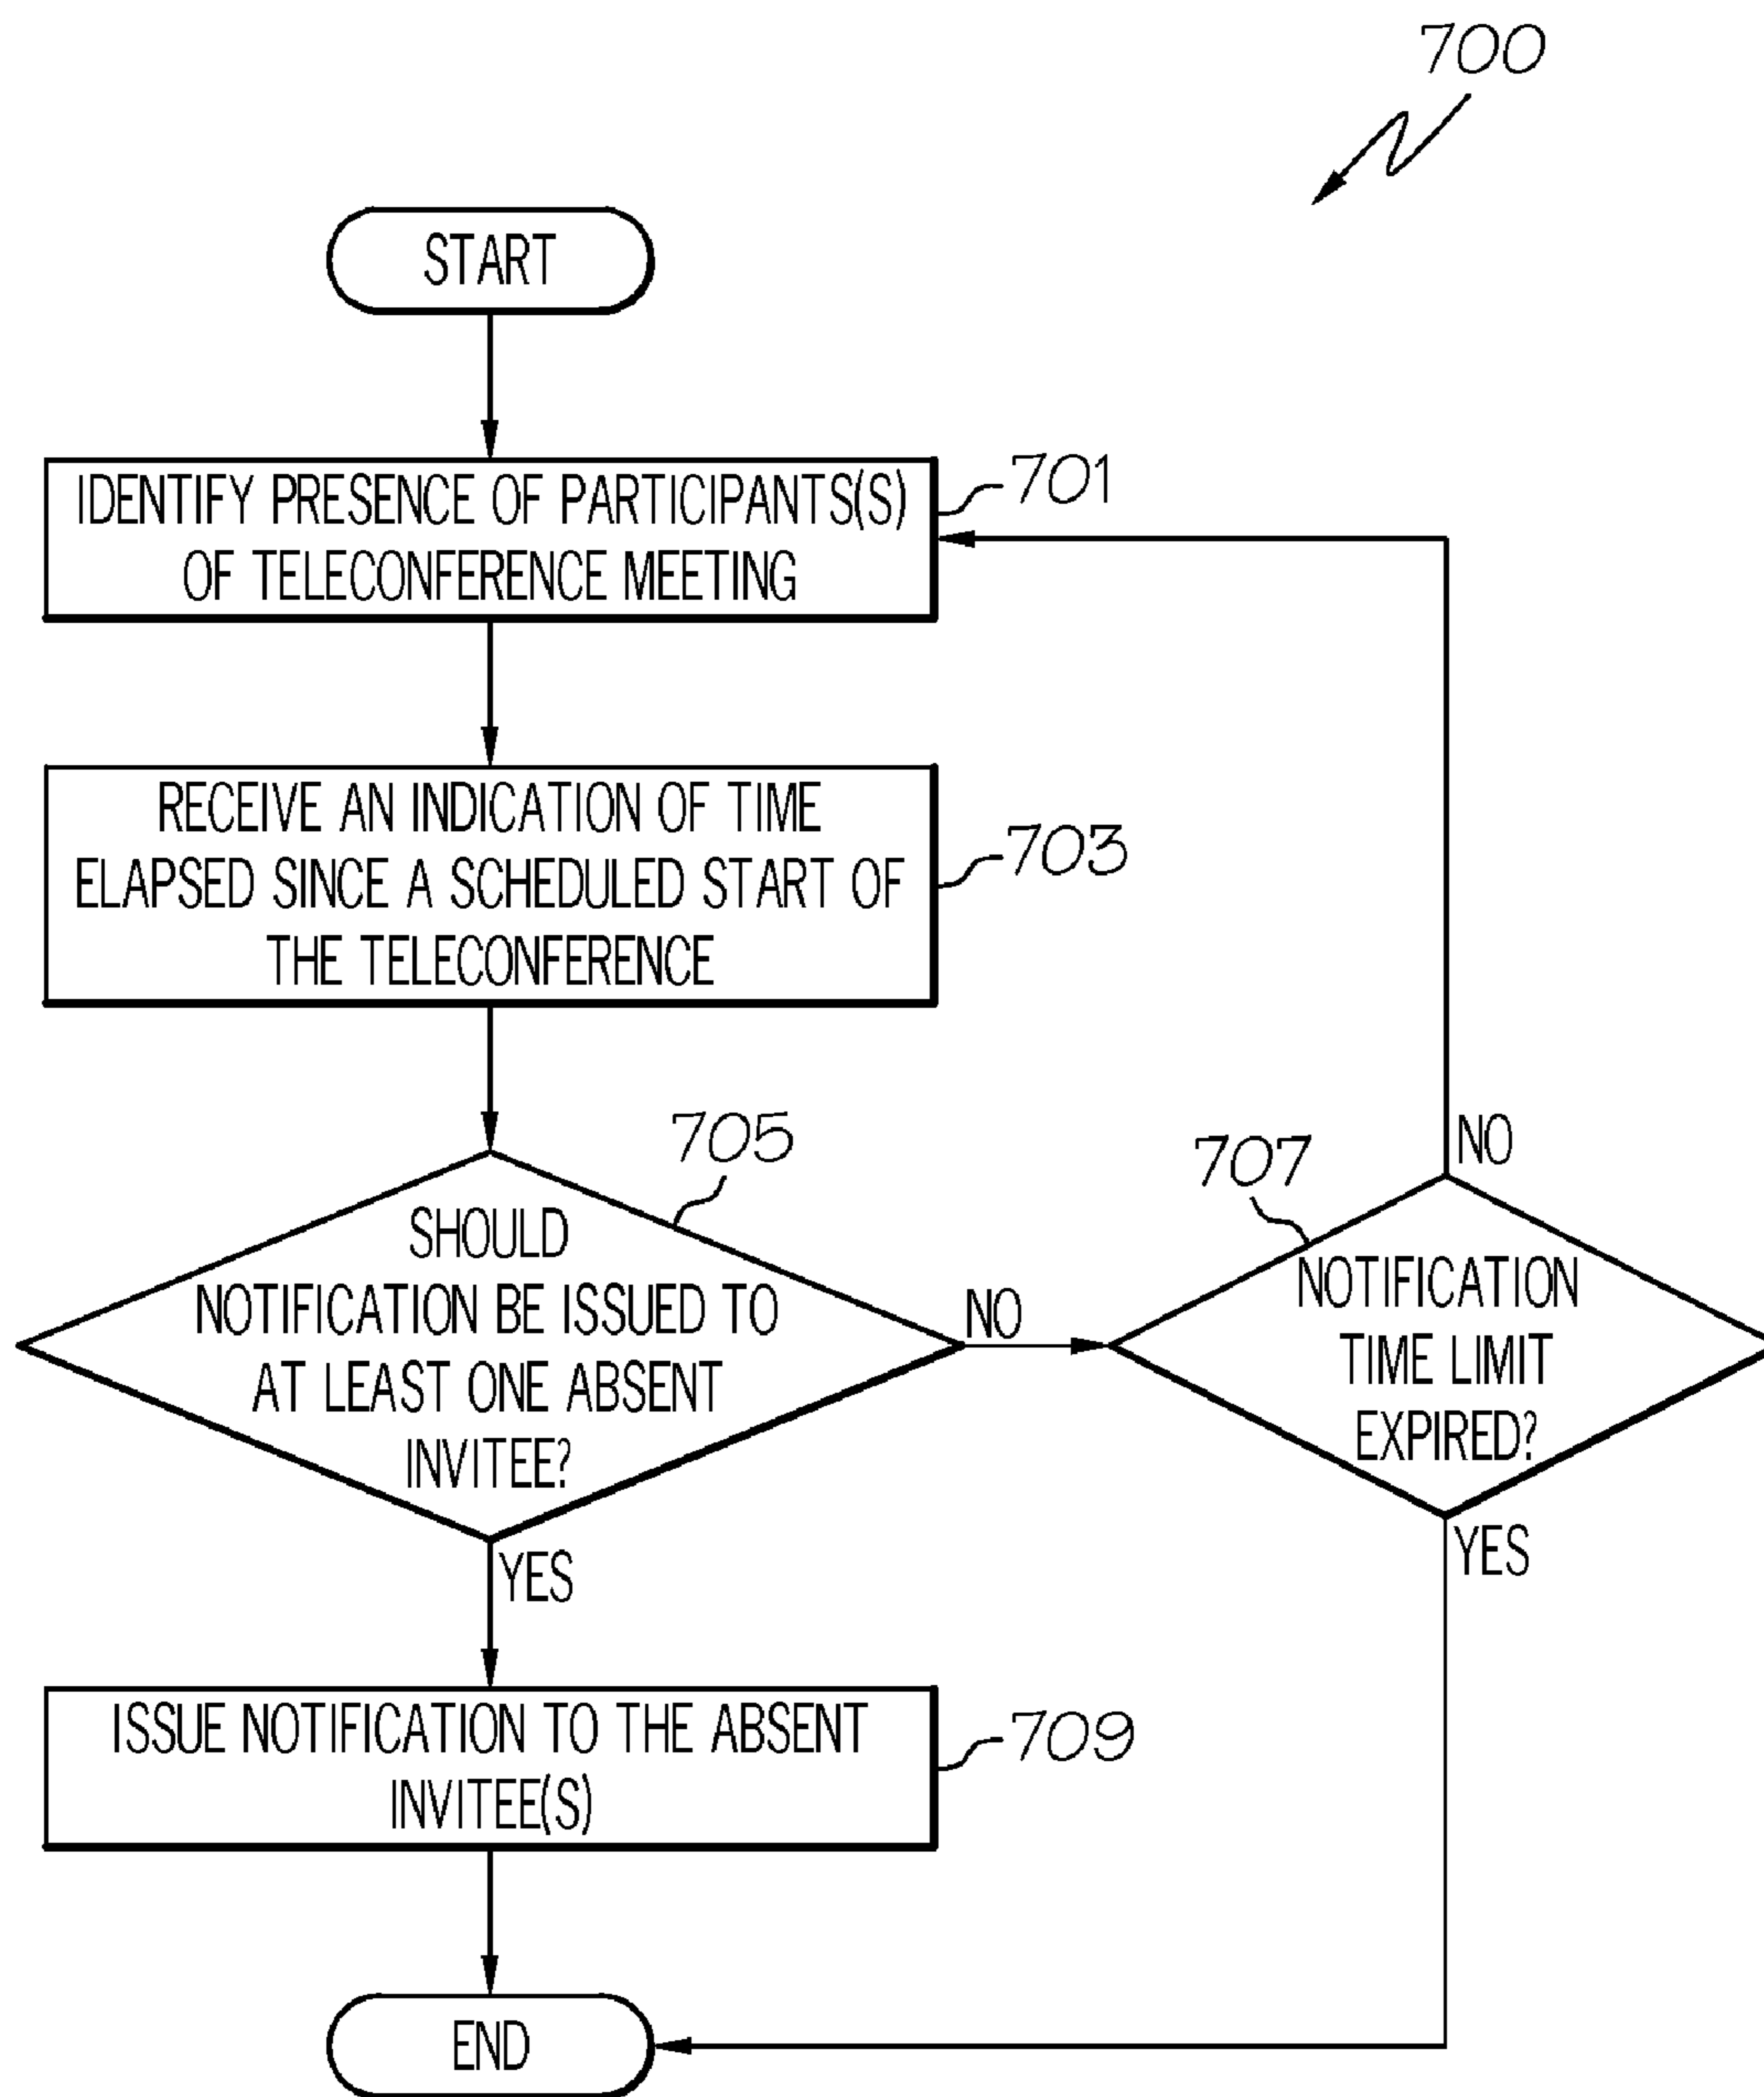 700
START
IDENTIFY PRESENCE OF PARTICIPANTS(S)
OF TELECONFERENCE MEETING
701
RECEIVE AN INDICATION OF TIME
ELAPSED SINCE A SCHEDULED START OF
THE TELECONFERENCE
703
705
SHOULD
NOTIFICATION BE ISSUED TO
AT LEAST ONE ABSENT
INVITEE?
NO
707
NOTIFICATION
TIME LIMIT
EXPIRED?
NO
YES
YES
ISSUE NOTIFICATION TO THE ABSENT
INVITEE(S)
709
END